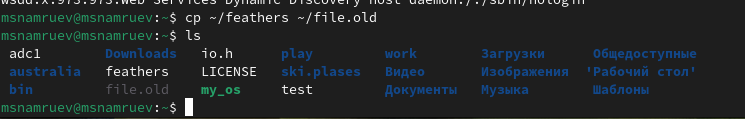 wsdd:x:973:973:Web Services Dynamic Discovery host daemon:/:/sbin/nologin
msnamruev@msnamruev:~$ cp ~/feathers ~/file.old
msnamruev@msnamruev:~$ ls
adc1 Downloads io.h play work Загрузки Общедоступные
australia feathers LICENSE ski.plases Видео Изображения 'Рабочий стол'
bin file.old my_os test Документы Музыка Шаблоны
msnamruev@msnamruev:~$